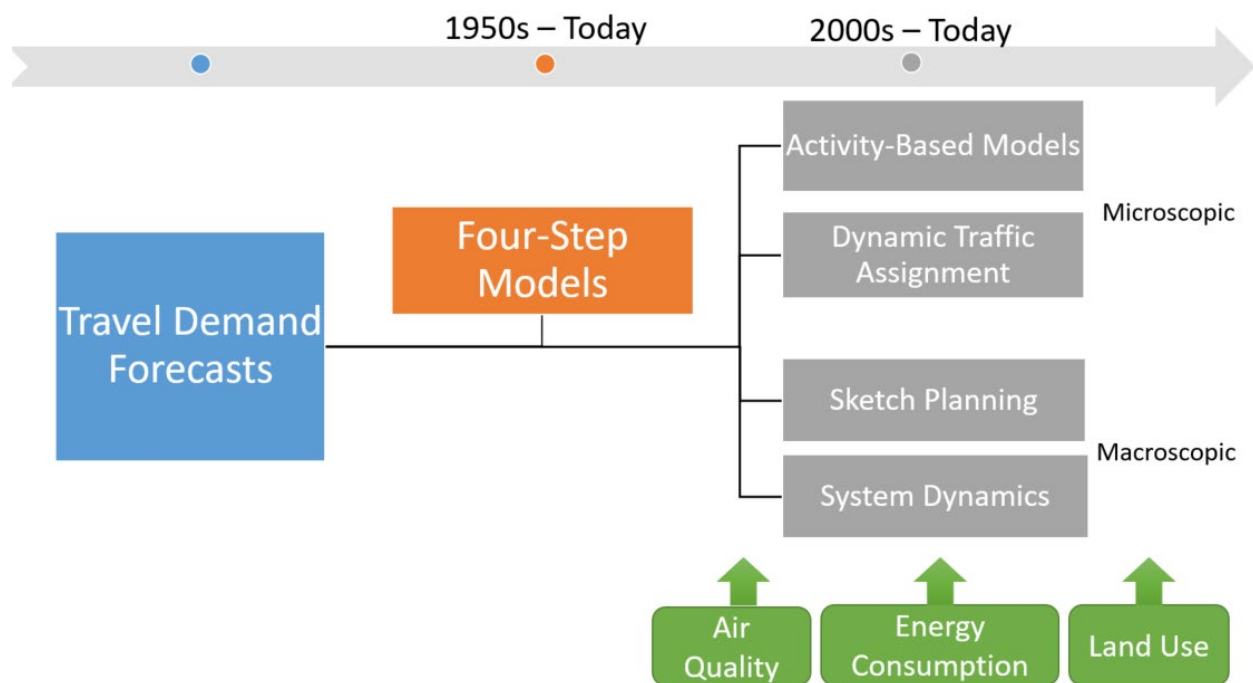 1950s – Today
2000s – Today
Travel Demand
Forecasts
Four-Step
Models
Activity-Based Models
Dynamic Traffic
Assignment
Microscopic
Sketch Planning
System Dynamics
Macroscopic
Air
Quality
Energy
Consumption
Land Use